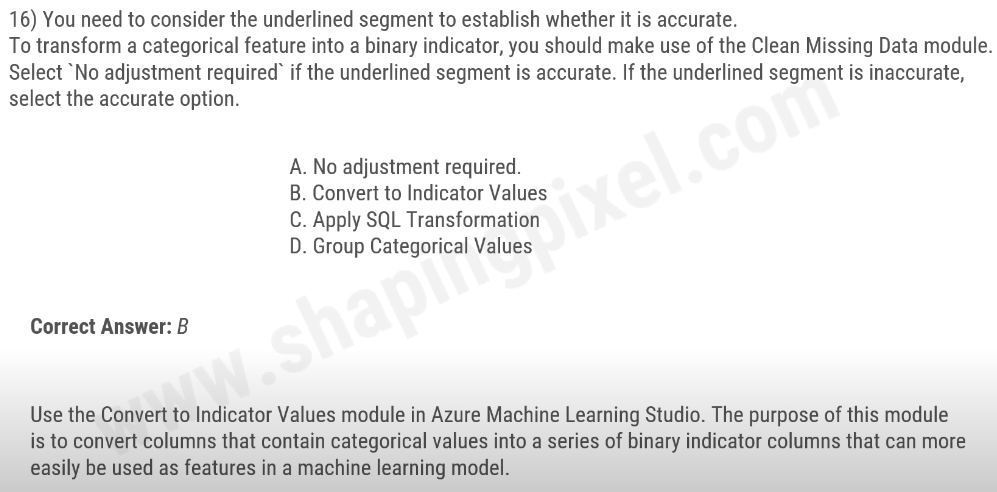 16) You need to consider the underlined segment to establish whether it is accurate.
To transform a categorical feature into a binary indicator, you should make use of the Clean Missing Data module.
Select `No adjustment required` if the underlined segment is accurate. If the underlined segment is inaccurate,
select the accurate option.
A. No adjustment required.
B. Convert to Indicator Values
C. Apply SQL Transformation
D. Group Categorical Values
Correct Answer: B
Use the Convert to Indicator Values module in Azure Machine Learning Studio. The purpose of this module
is to convert columns that contain categorical values into a series of binary indicator columns that can more
easily be used as features in a machine learning model.
www.shapingpixel.com